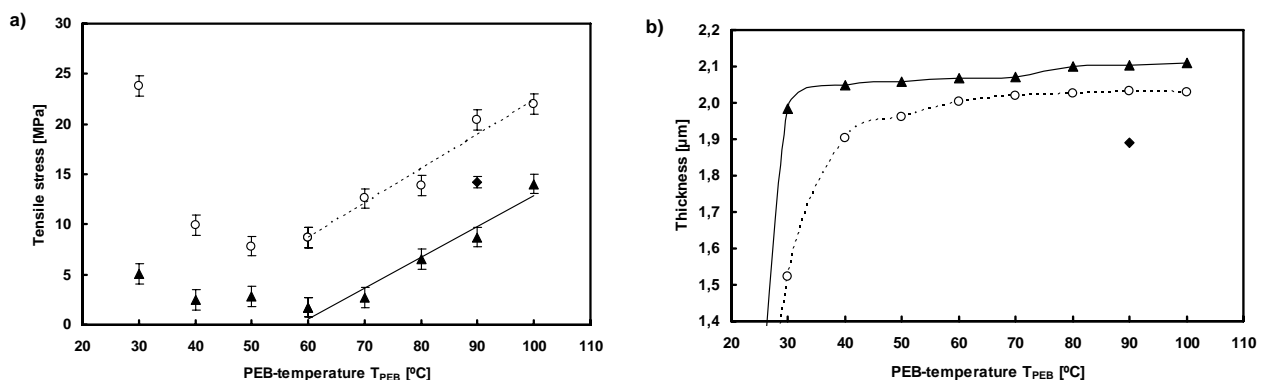 a)
30
25
20
15
10
5
0
Tensile stress [MPa]
20 30 40 50 60 70 80 90 100 110
PEB-temperature TPEB [ºC]
b)
2,2
2,1
2,0
1,9
1,8
1,7
1,6
1,5
1,4
Thickness [µm]
20 30 40 50 60 70 80 90 100 110
PEB-temperature TPEB [ºC]